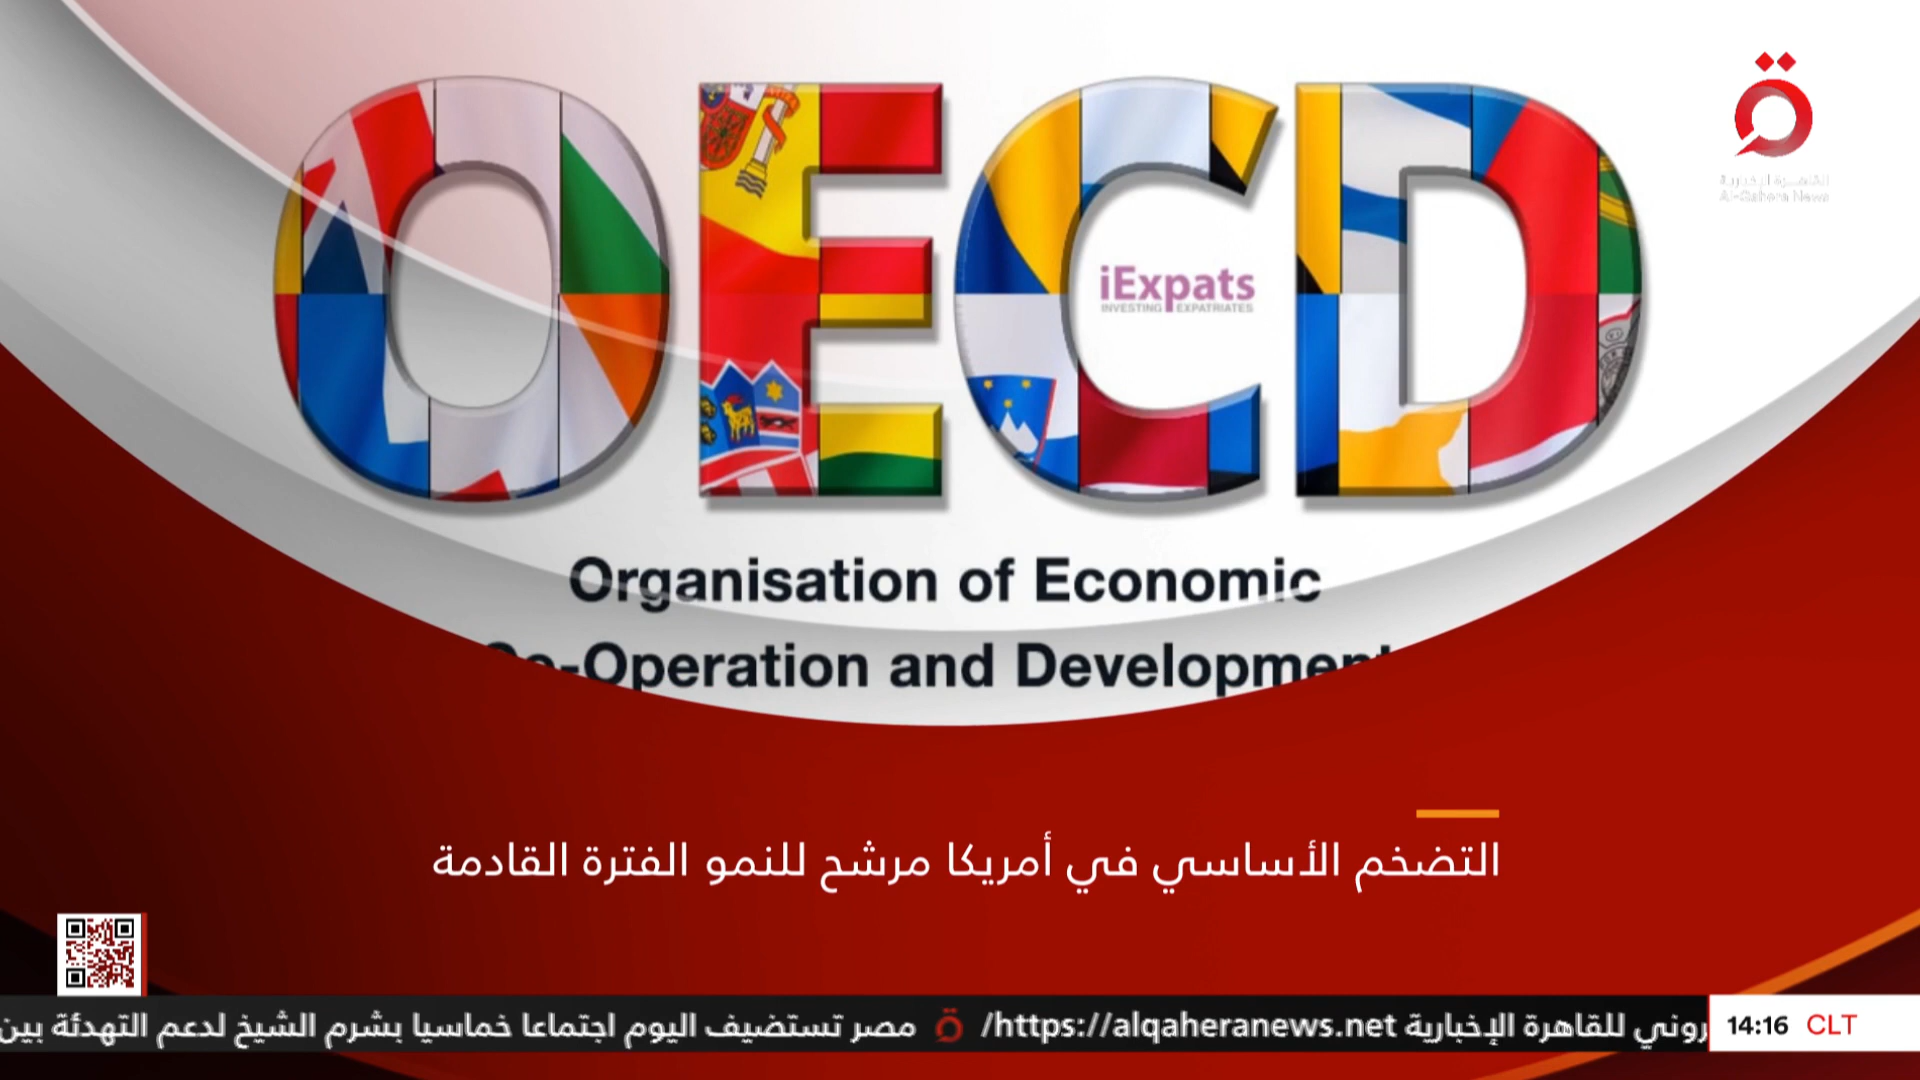 OECD
القاهرة الإخبارية
Al-Qahera News
iExpats
INVESTING EXPATRIATES
Organisation of Economic
Co-Operation and Development
التضخم الأساسي في أمريكا مرشح للنمو الفترة القادمة
روني للقاهرة الإخبارية https://alqaheranews.net/ مصر تستضيف اليوم اجتماعا خماسيا بشرم الشيخ لدعم التهدئة بين
14:16 CLT